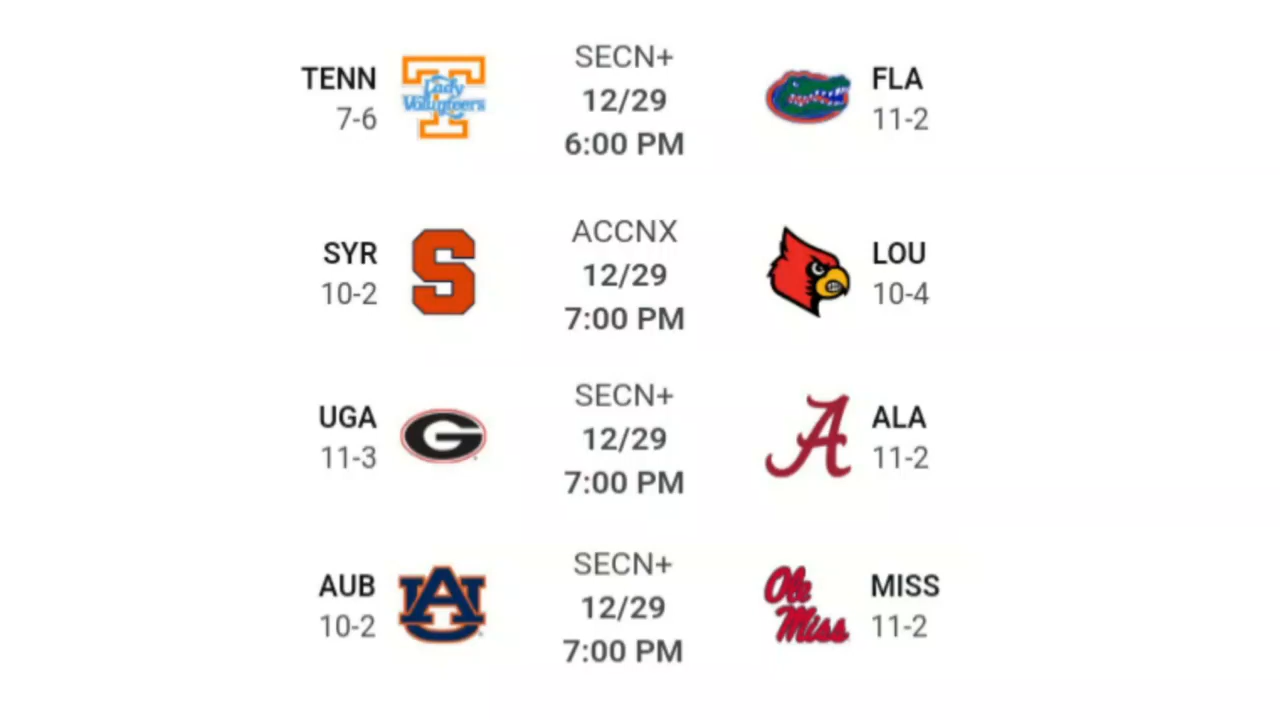 TENN
7-6
Lady
Volunteers
SECN+
12/29
6:00 PM
FLA
11-2
SYR
10-2
S
ACCNX
12/29
7:00 PM
LOU
10-4
UGA
11-3
G
SECN+
12/29
7:00 PM
A
ALA
11-2
AUB
10-2
AU
SECN+
12/29
7:00 PM
Ole
Miss
MISS
11-2